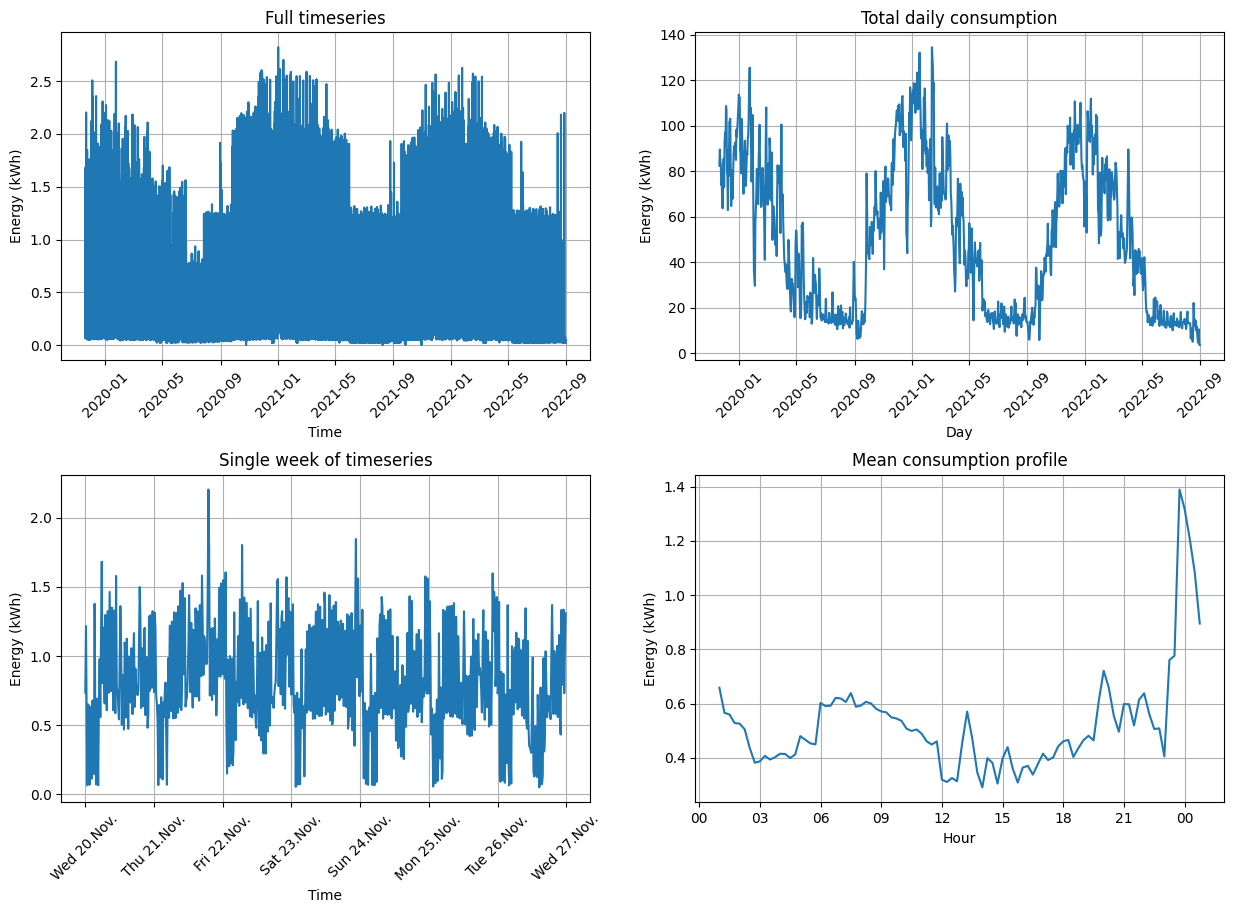 Full timeseries
Energy (kWh)
2.5
2.0
1.5
1.0
0.5
0.0
2020-01
2020-05
2020-09
2021-01
2021-05
2021-09
2022-01
2022-05
2022-09
Time
Total daily consumption
Energy (kWh)
140
120
100
80
60
40
20
0
2020-01
2020-05
2020-09
2021-01
2021-05
2021-09
2022-01
2022-05
2022-09
Day
Single week of timeseries
Energy (kWh)
2.0
1.5
1.0
0.5
0.0
Wed 20.Nov.
Thu 21.Nov.
Fri 22.Nov.
Sat 23.Nov.
Sun 24.Nov.
Mon 25.Nov.
Tue 26.Nov.
Wed 27.Nov.
Time
Mean consumption profile
Energy (kWh)
1.4
1.2
1.0
0.8
0.6
0.4
00
03
06
09
12
15
18
21
00
Hour